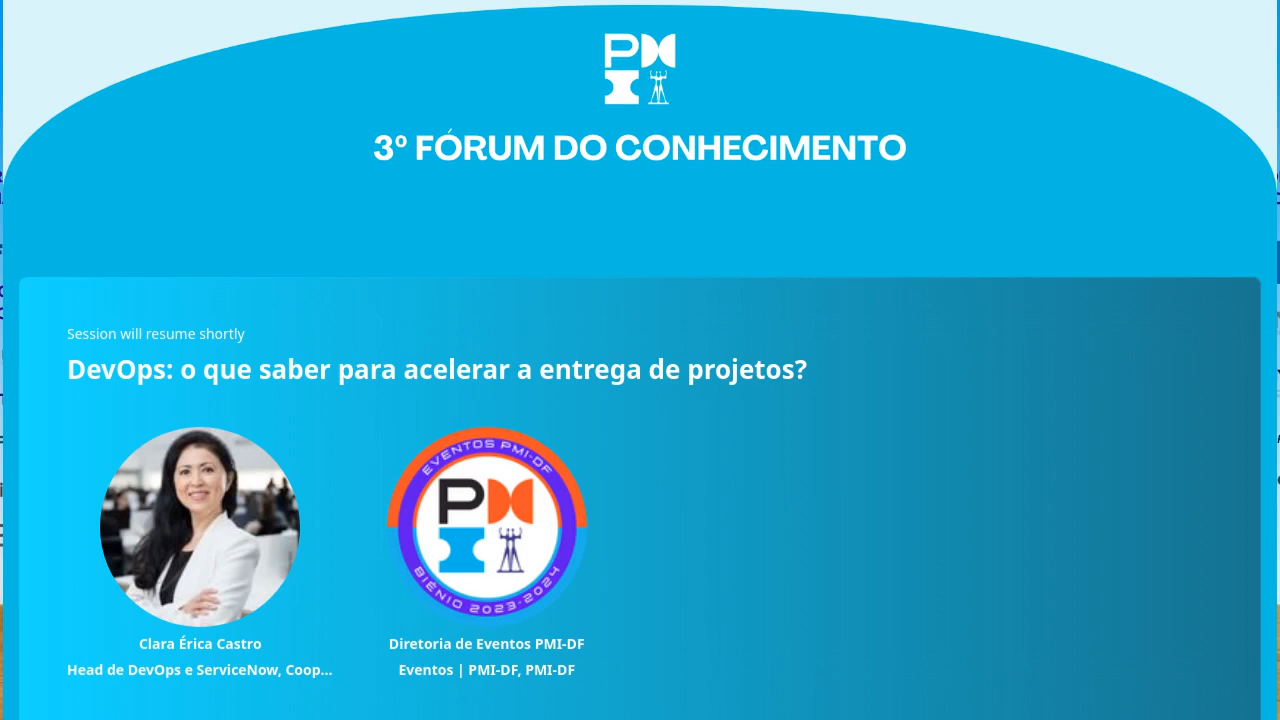 PMI
3º FÓRUM DO CONHECIMENTO
Session will resume shortly
DevOps: o que saber para acelerar a entrega de projetos?
EVENTOS PMI-DF
PMI
BIÊNIO 2023-2024
Clara Érica Castro
Diretoria de Eventos PMI-DF
Head de DevOps e ServiceNow, Coop...
Eventos | PMI-DF, PMI-DF